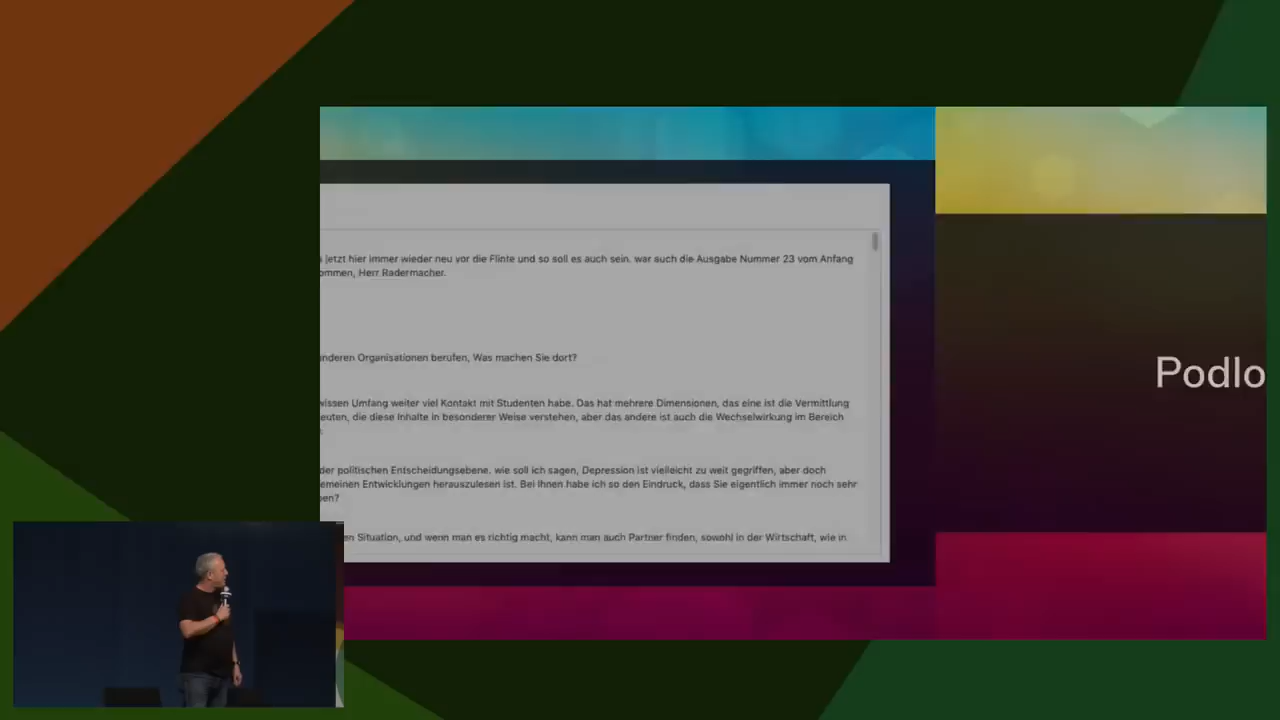 jetzt hier immer wieder neu vor die Flinte und so soll es auch sein. war auch die Ausgabe Nummer 23 vom Anfang
ommen, Herr Radermacher.
nderen Organisationen berufen, Was machen Sie dort?
wissen Umfang weiter viel Kontakt mit Studenten habe. Das hat mehrere Dimensionen, das eine ist die Vermittlung
euten, die diese Inhalte in besonderer Weise verstehen, aber das andere ist auch die Wechselwirkung im Bereich
der politischen Entscheidungsebene. wie soll ich sagen, Depression ist vielleicht zu weit gegriffen, aber doch
emeinen Entwicklungen herauszulesen ist. Bei Ihnen habe ich so den Eindruck, dass Sie eigentlich immer noch sehr
ben?
en Situation, und wenn man es richtig macht, kann man auch Partner finden, sowohl in der Wirtschaft, wie in
Podlo